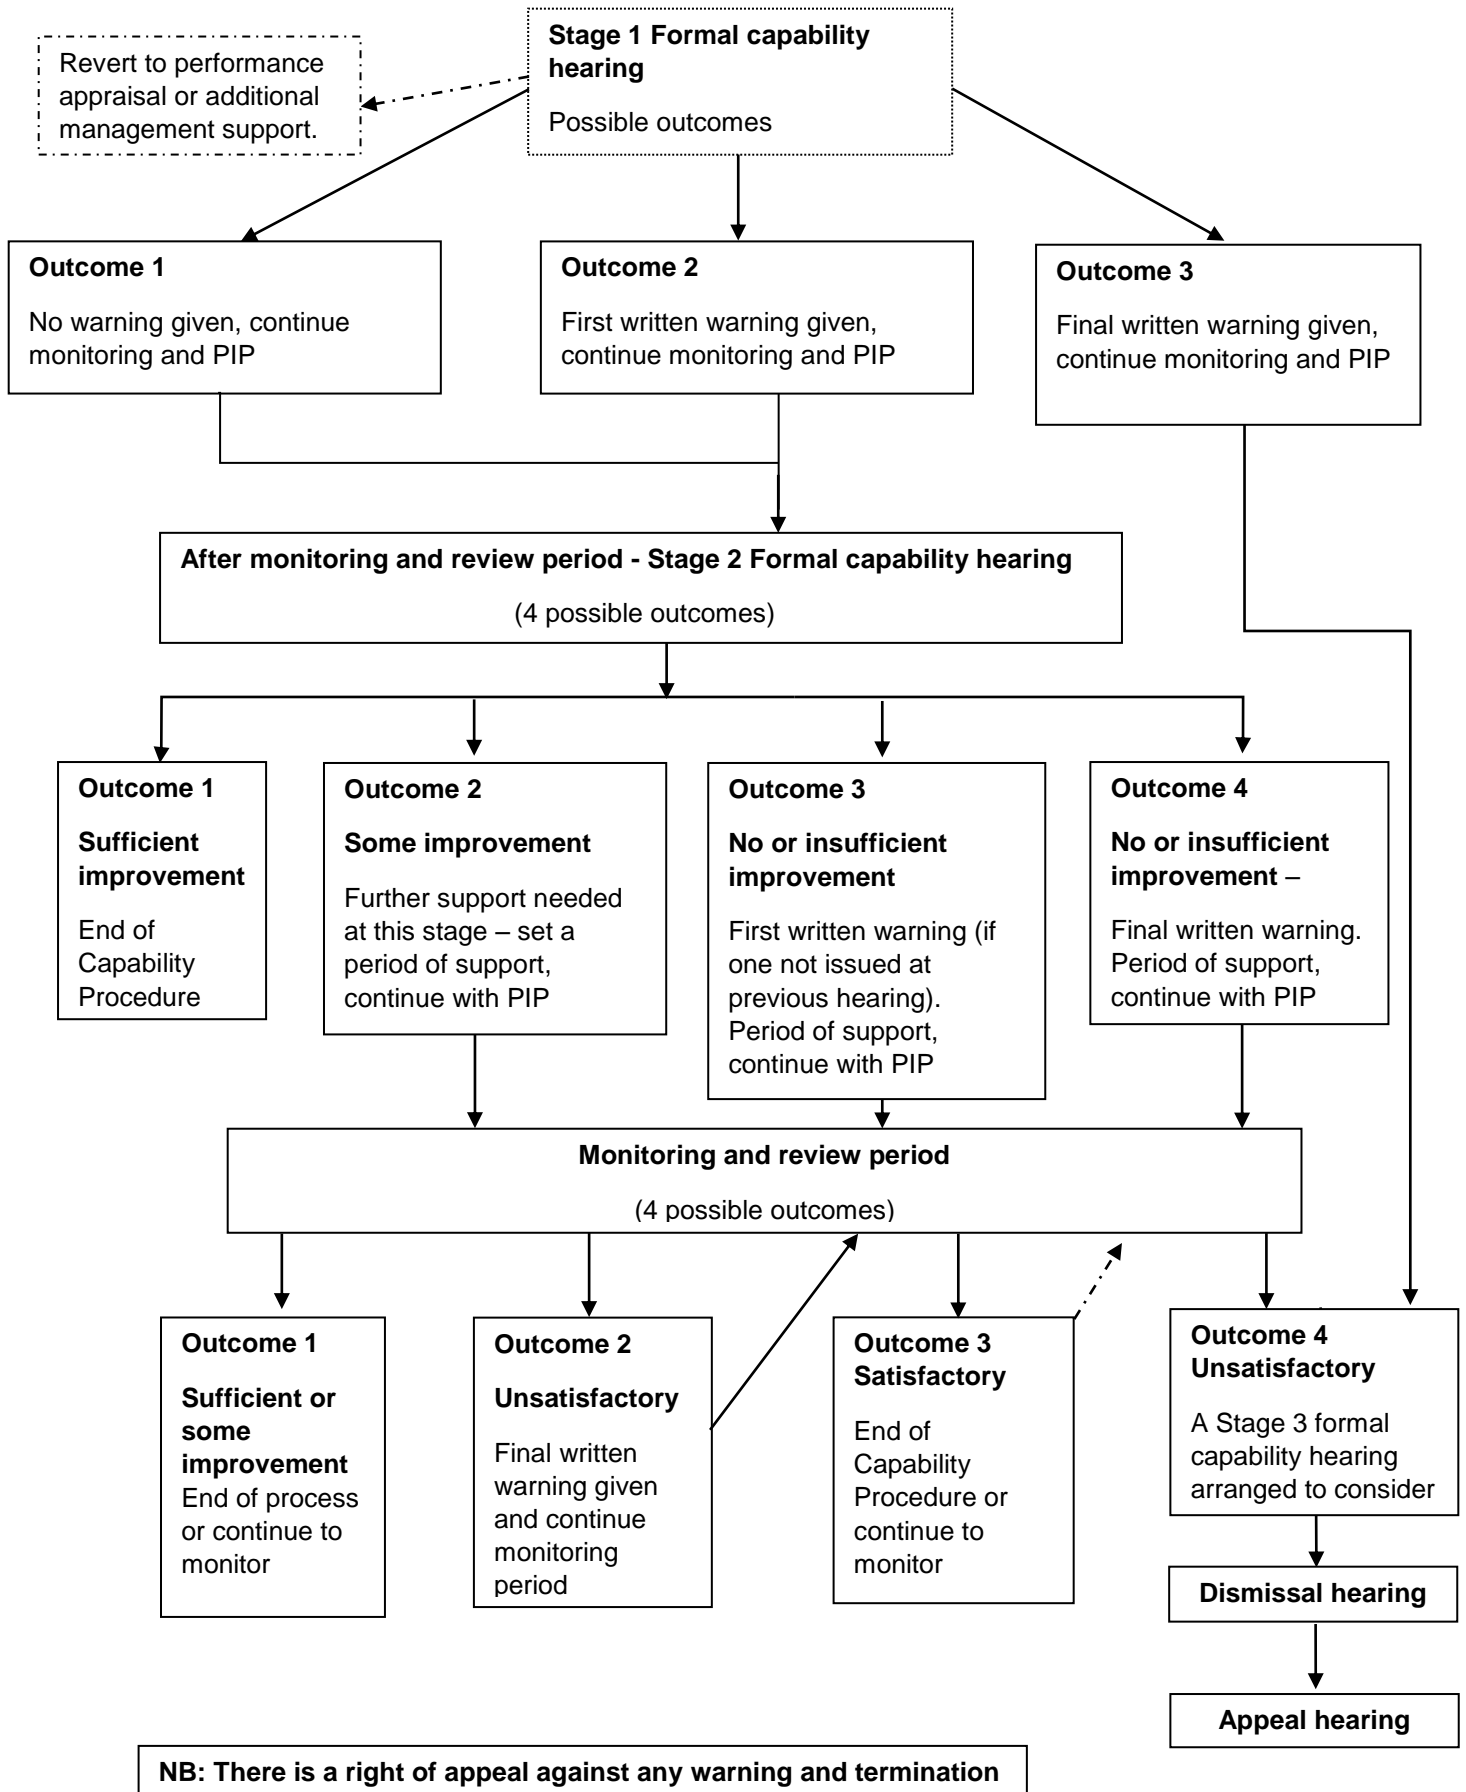 Revert to performance
appraisal or additional
management support.
Stage 1 Formal capability
hearing
Possible outcomes
Outcome 1
No warning given, continue
monitoring and PIP
Outcome 2
First written warning given,
continue monitoring and PIP
Outcome 3
Final written warning given,
continue monitoring and PIP
After monitoring and review period - Stage 2 Formal capability hearing
(4 possible outcomes)
Outcome 1
Sufficient
improvement
End of
Capability
Procedure
Outcome 2
Some improvement
Further support needed
at this stage – set a
period of support,
continue with PIP
Outcome 3
No or insufficient
improvement
First written warning (if
one not issued at
previous hearing).
Period of support,
continue with PIP
Outcome 4
No or insufficient
improvement –
Final written warning.
Period of support,
continue with PIP
Monitoring and review period
(4 possible outcomes)
Outcome 1
Sufficient or
some
improvement
End of process
or continue to
monitor
Outcome 2
Unsatisfactory
Final written
warning given
and continue
monitoring
period
Outcome 3
Satisfactory
End of
Capability
Procedure or
continue to
monitor
Outcome 4
Unsatisfactory
A Stage 3 formal
capability hearing
arranged to consider
Dismissal hearing
Appeal hearing
NB: There is a right of appeal against any warning and termination